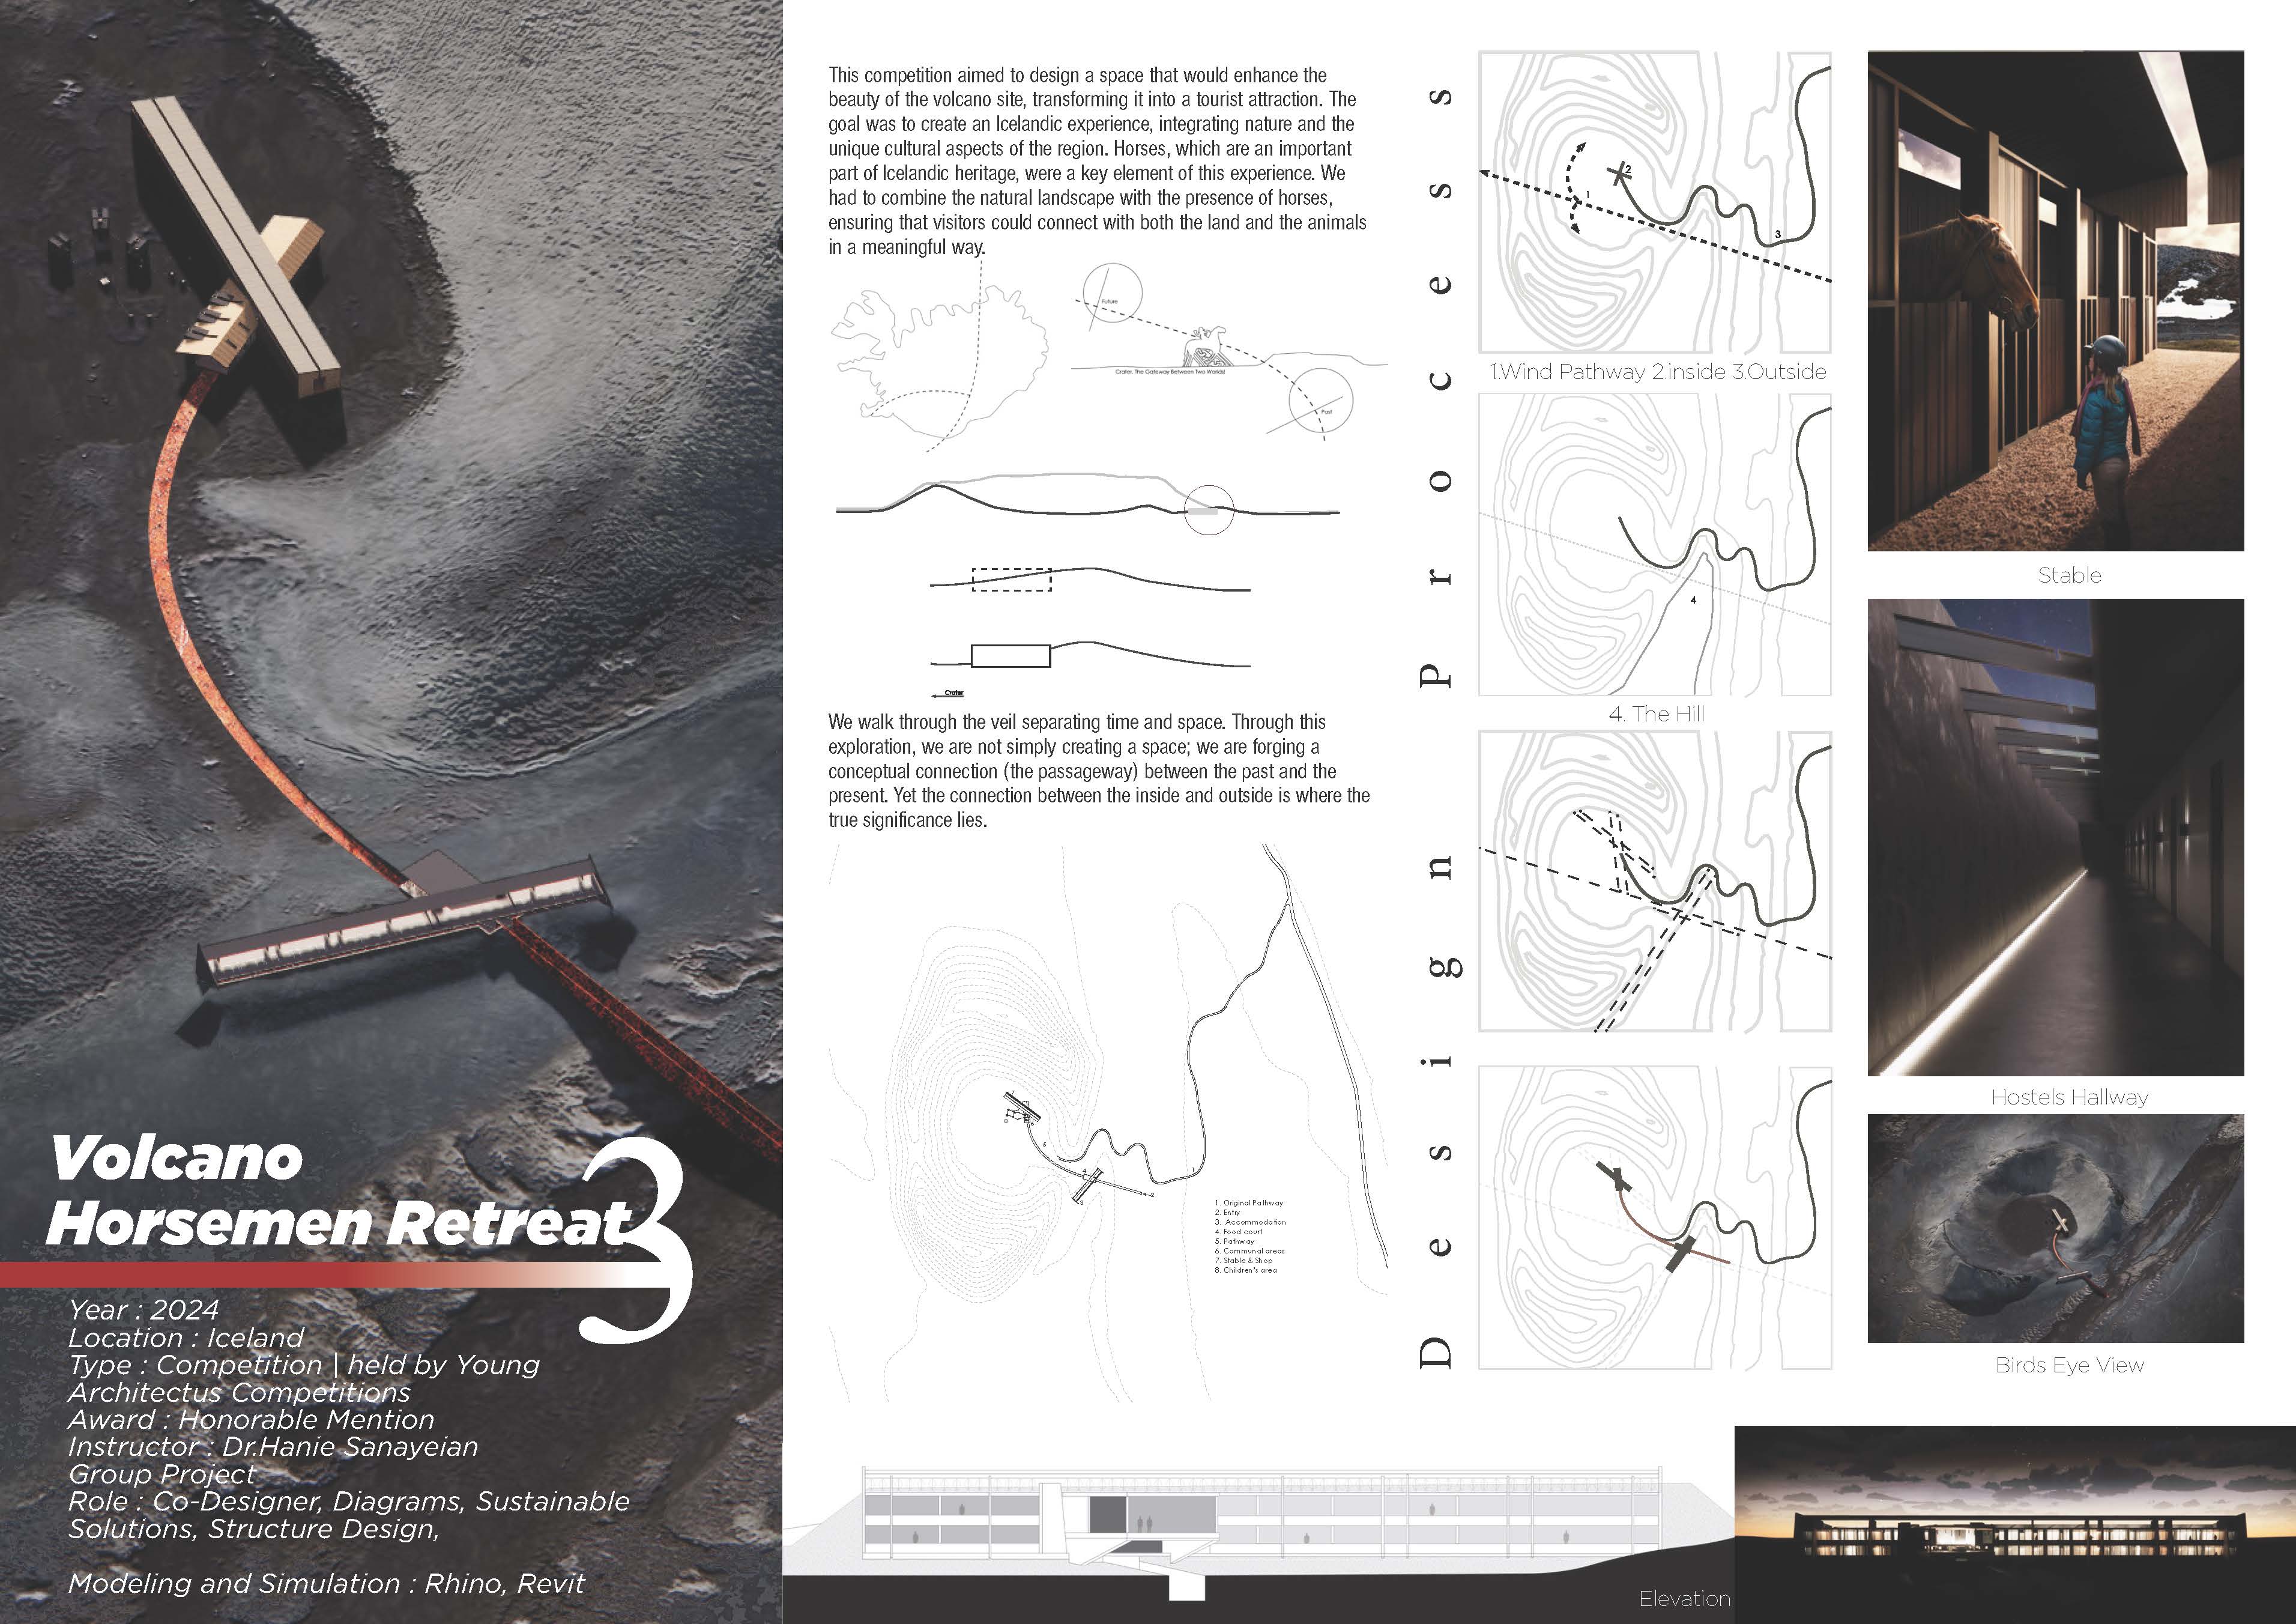 Volcano
Horsemen Retreat
3
Year : 2024
Location : Iceland
Type : Competition | held by Young
Architectus Competitions
Award : Honorable Mention
Instructor : Dr.Hanie Sanayeian
Group Project
Role : Co-Designer, Diagrams, Sustainable
Solutions, Structure Design,
Modeling and Simulation : Rhino, Revit
This competition aimed to design a space that would enhance the
beauty of the volcano site, transforming it into a tourist attraction. The
goal was to create an Icelandic experience, integrating nature and the
unique cultural aspects of the region. Horses, which are an important
part of Icelandic heritage, were a key element of this experience. We
had to combine the natural landscape with the presence of horses,
ensuring that visitors could connect with both the land and the animals
in a meaningful way.
Future
Crater, The Gateway Between Two Worlds!
Past
Crater
We walk through the veil separating time and space. Through this
exploration, we are not simply creating a space; we are forging a
conceptual connection (the passageway) between the past and the
present. Yet the connection between the inside and outside is where the
true significance lies.
7
8
6
5
4
3
2
1
1. Original Pathway
2. Entry
3. Accommodation
4. Food court
5. Pathway
6. Communal areas
7. Stable & Shop
8. Children's area
Design Process
1
2
3
1.Wind Pathway 2.inside 3.Outside
4
4. The Hill
Stable
Hostels Hallway
Birds Eye View
Elevation